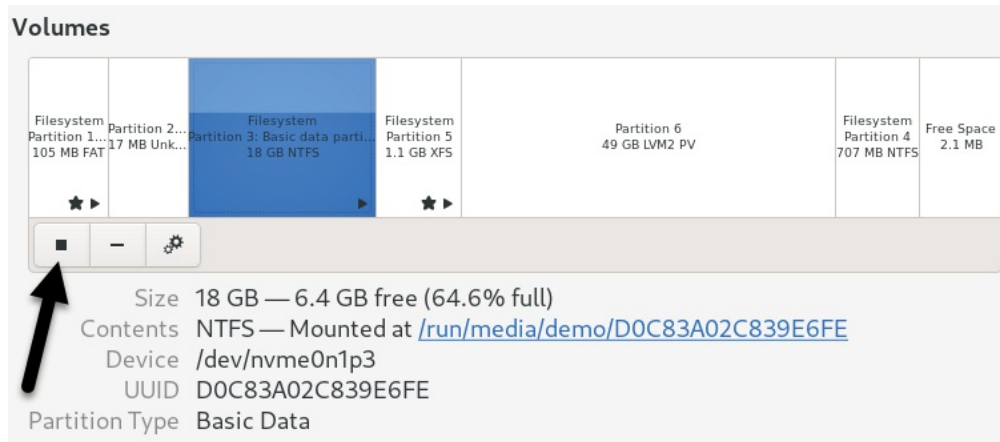 Volumes
Filesystem
Partition 1...
105 MB FAT
Partition 2...
17 MB Unk...
Filesystem
Partition 3: Basic data parti...
18 GB NTFS
Filesystem
Partition 5
1.1 GB XFS
Partition 6
49 GB LVM2 PV
Filesystem
Partition 4
707 MB NTFS
Free Space
2.1 MB
Size 18 GB — 6.4 GB free (64.6% full)
Contents NTFS — Mounted at /run/media/demo/D0C83A02C839E6FE
Device /dev/nvme0n1p3
UUID D0C83A02C839E6FE
Partition Type Basic Data